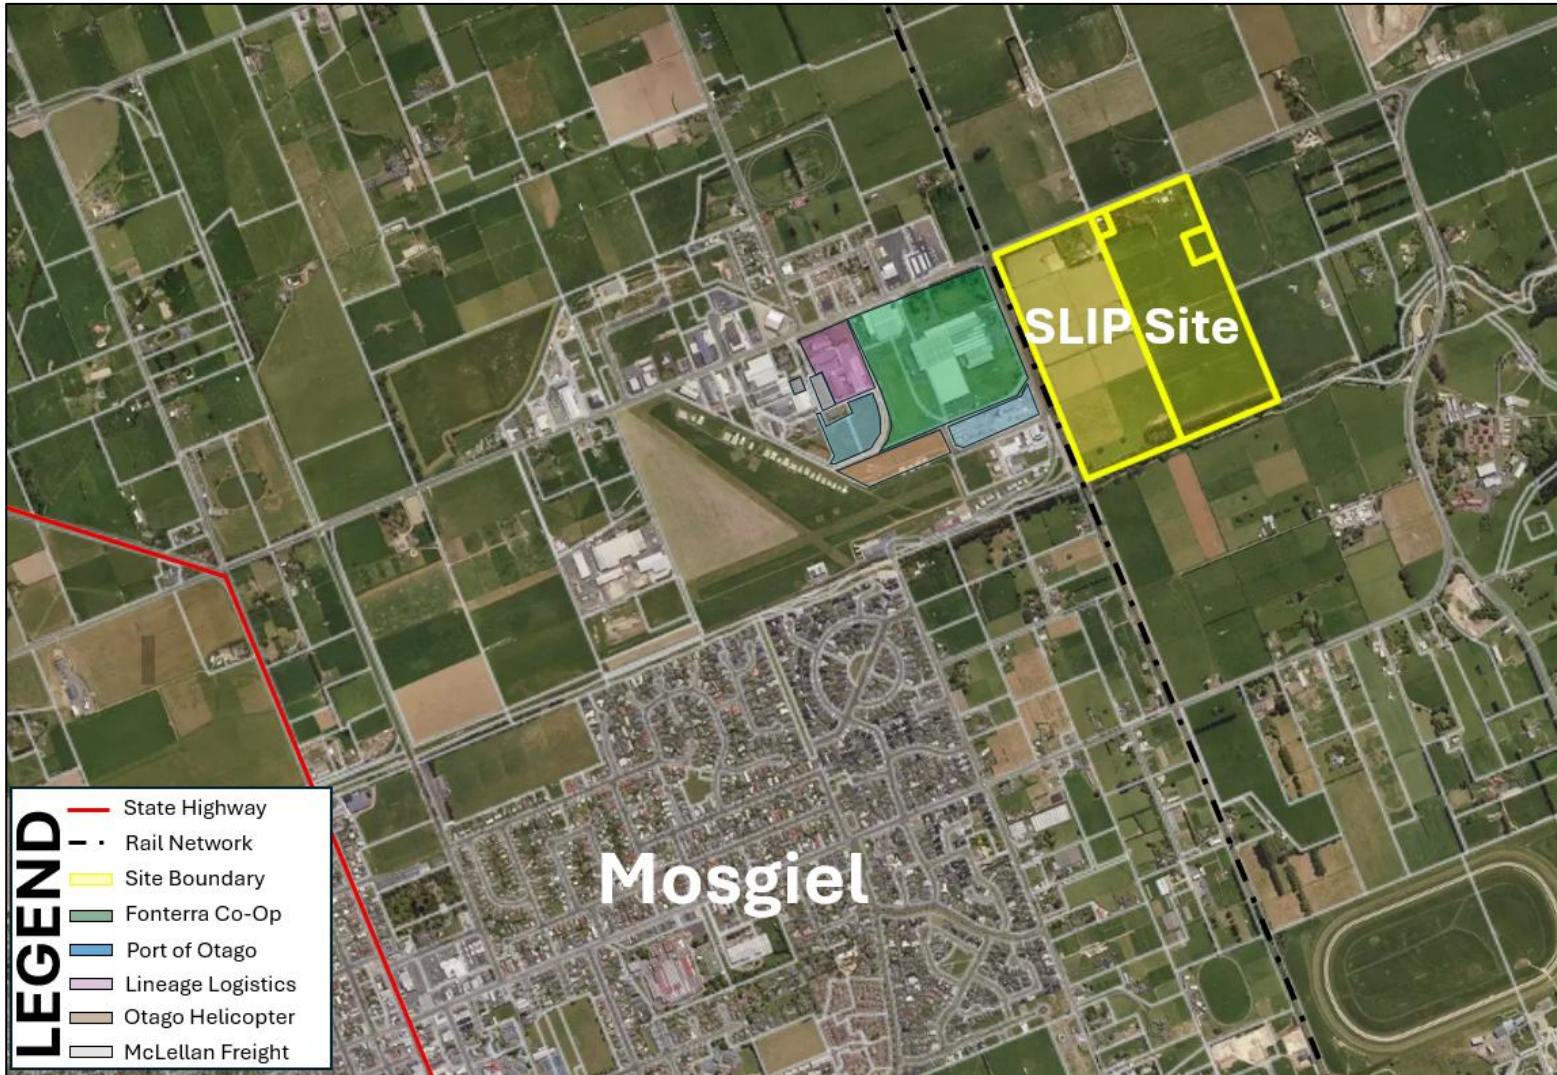 SLIP Site
Mosgiel
LEGEND
State Highway
Rail Network
Site Boundary
Fonterra Co-Op
Port of Otago
Lineage Logistics
Otago Helicopter
McLellan Freight